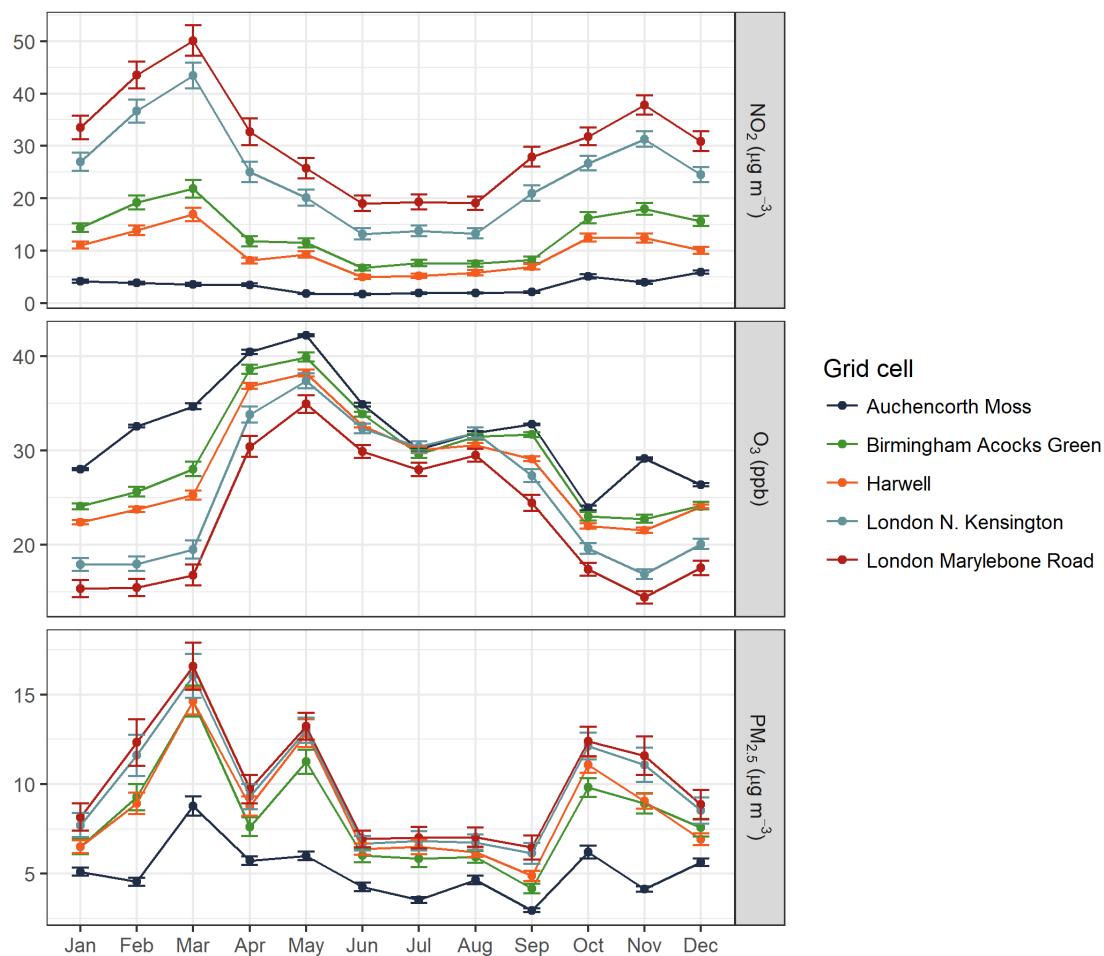 50
40
30
20
10
0
NO₂ (μg m⁻³)
40
30
20
O₃ (ppb)
15
10
5
PM₂.₅ (μg m⁻³)
Jan Feb Mar Apr May Jun Jul Aug Sep Oct Nov Dec
Grid cell
Auchencorth Moss
Birmingham Acocks Green
Harwell
London N. Kensington
London Marylebone Road